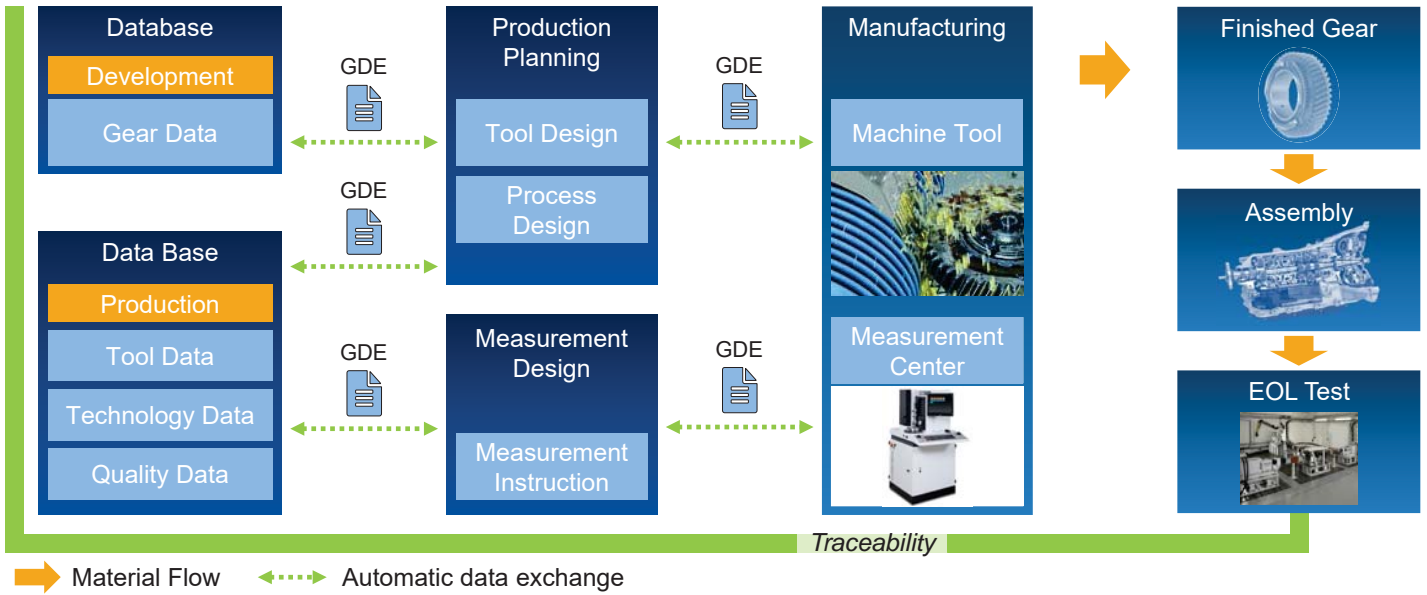 Database
Development
Gear Data
GDE
GDE
Data Base
Production
Tool Data
Technology Data
Quality Data
GDE
Production
Planning
Tool Design
Process
Design
Measurement
Design
Measurement
Instruction
GDE
GDE
Manufacturing
Machine Tool
Measurement
Center
Finished Gear
Assembly
EOL Test
Traceability
Material Flow
Automatic data exchange